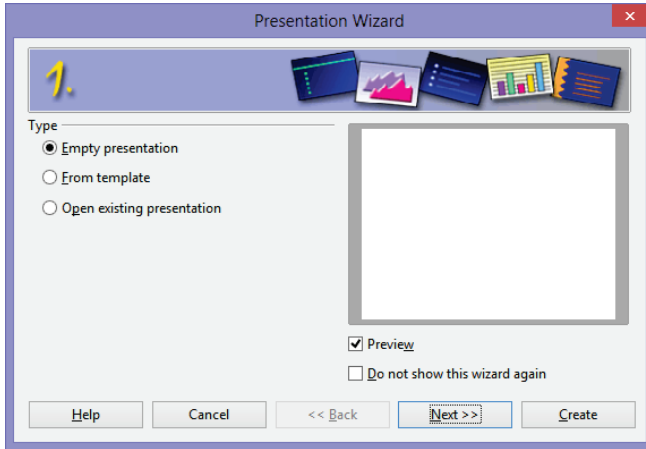 Presentation Wizard
1.
Type
Empty presentation
From template
Open existing presentation
Preview
Do not show this wizard again
Help
Cancel
<< Back
Next >>
Create